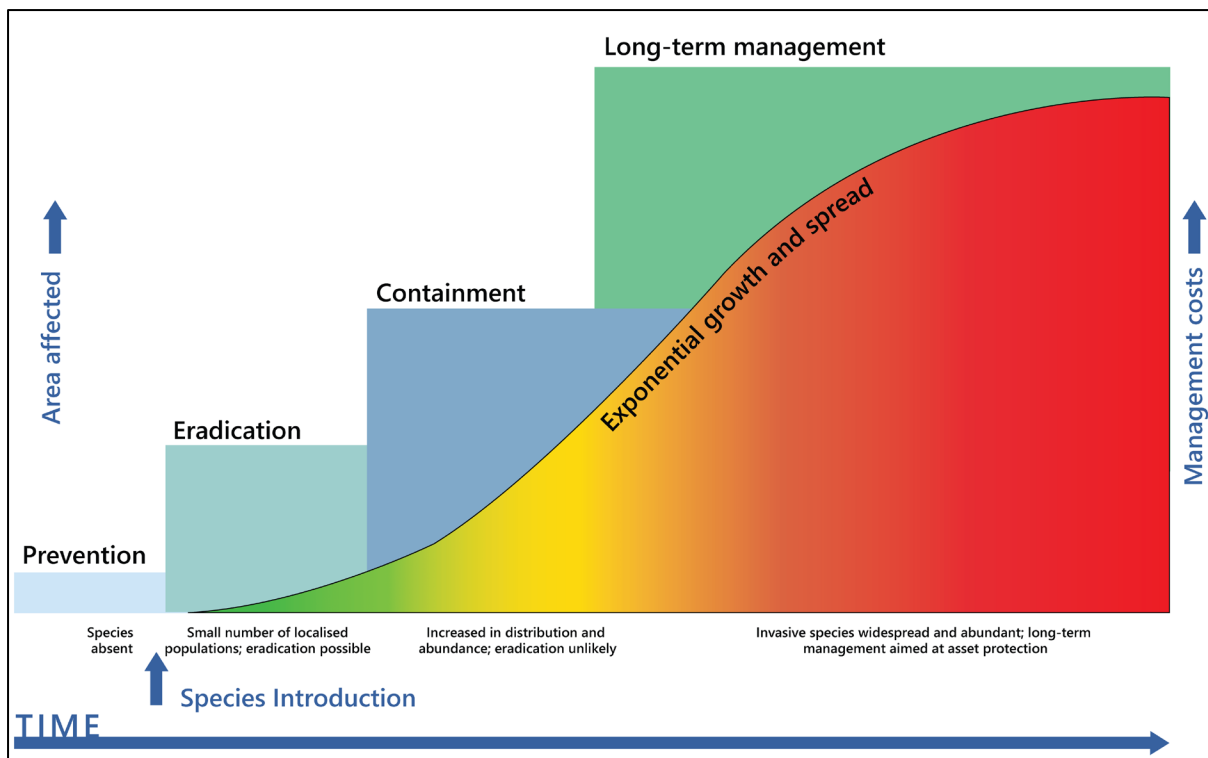 Long-term management
Containment
Eradication
Prevention
Area affected
Exponential growth and spread
Management costs
Species
absent
Small number of localised
populations; eradication possible
Increased in distribution and
abundance; eradication unlikely
Invasive species widespread and abundant; long-term
management aimed at asset protection
Species Introduction
TIME